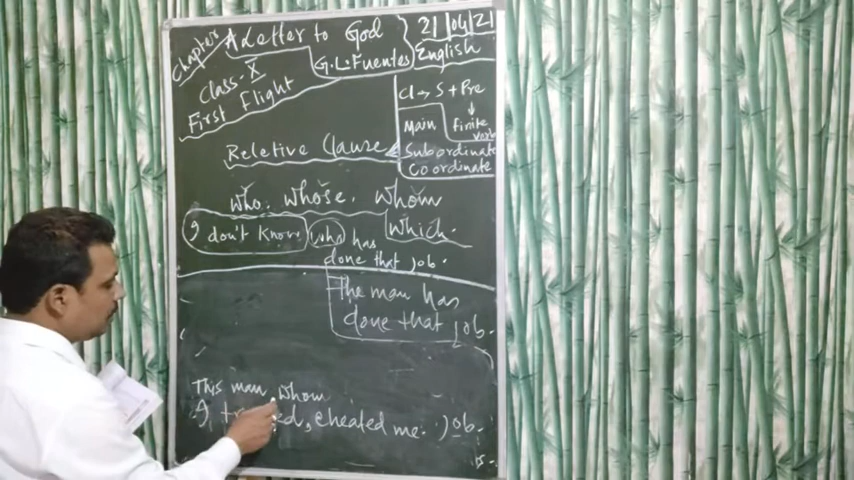 Chapter
A Letter to God
G.L. Fuentes
21/04/21
English
Class - X
First Flight
Cl → S + Pre
Main
finite verb
Subordinate
Coordinate
Reletive Clause
who. whose. whom
which.
I don't know who has
done that job.
The man has
done that job.
This man, whom
I, cheated me. job.
is.